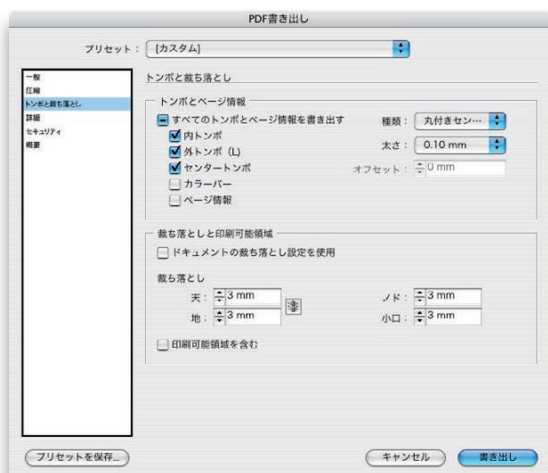 PDF書き出し
プリセット： [カスタム]
一般
圧縮
トンボと裁ち落とし
詳細
セキュリティ
概要
トンボと裁ち落とし
トンボとページ情報
すべてのトンボとページ情報を書き出す
内トンボ
外トンボ (L)
センタートンボ
カラーバー
ページ情報
種類： 丸付きセン…
太さ： 0.10 mm
オフセット： 0 mm
裁ち落としと印刷可能領域
ドキュメントの裁ち落とし設定を使用
裁ち落とし
天： 3 mm ノド： 3 mm
地： 3 mm 小口： 3 mm
印刷可能領域を含む
プリセットを保存... キャンセル 書き出し